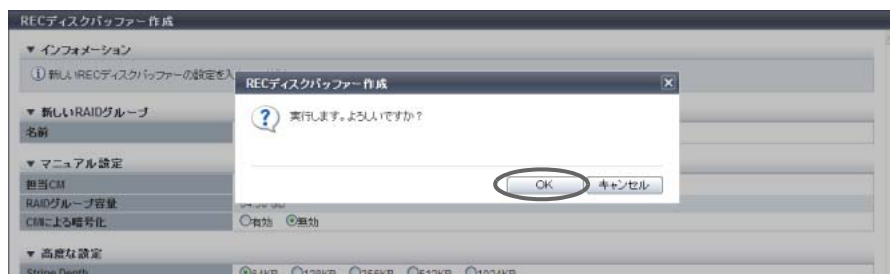 RECディスクバッファー作成
▼ インフォメーション
新しいRECディスクバッファーの設定を入
RECディスクバッファー作成
実行します。よろしいですか？
▼ 新しいRAIDグループ
名前
▼ マニュアル設定
担当CM
OK キャンセル
RAIDグループ容量
CMによる暗号化 有効 無効
▼ 高度な設定
Stripe Depth 64KB 128KB 256KB 512KB 1024KB